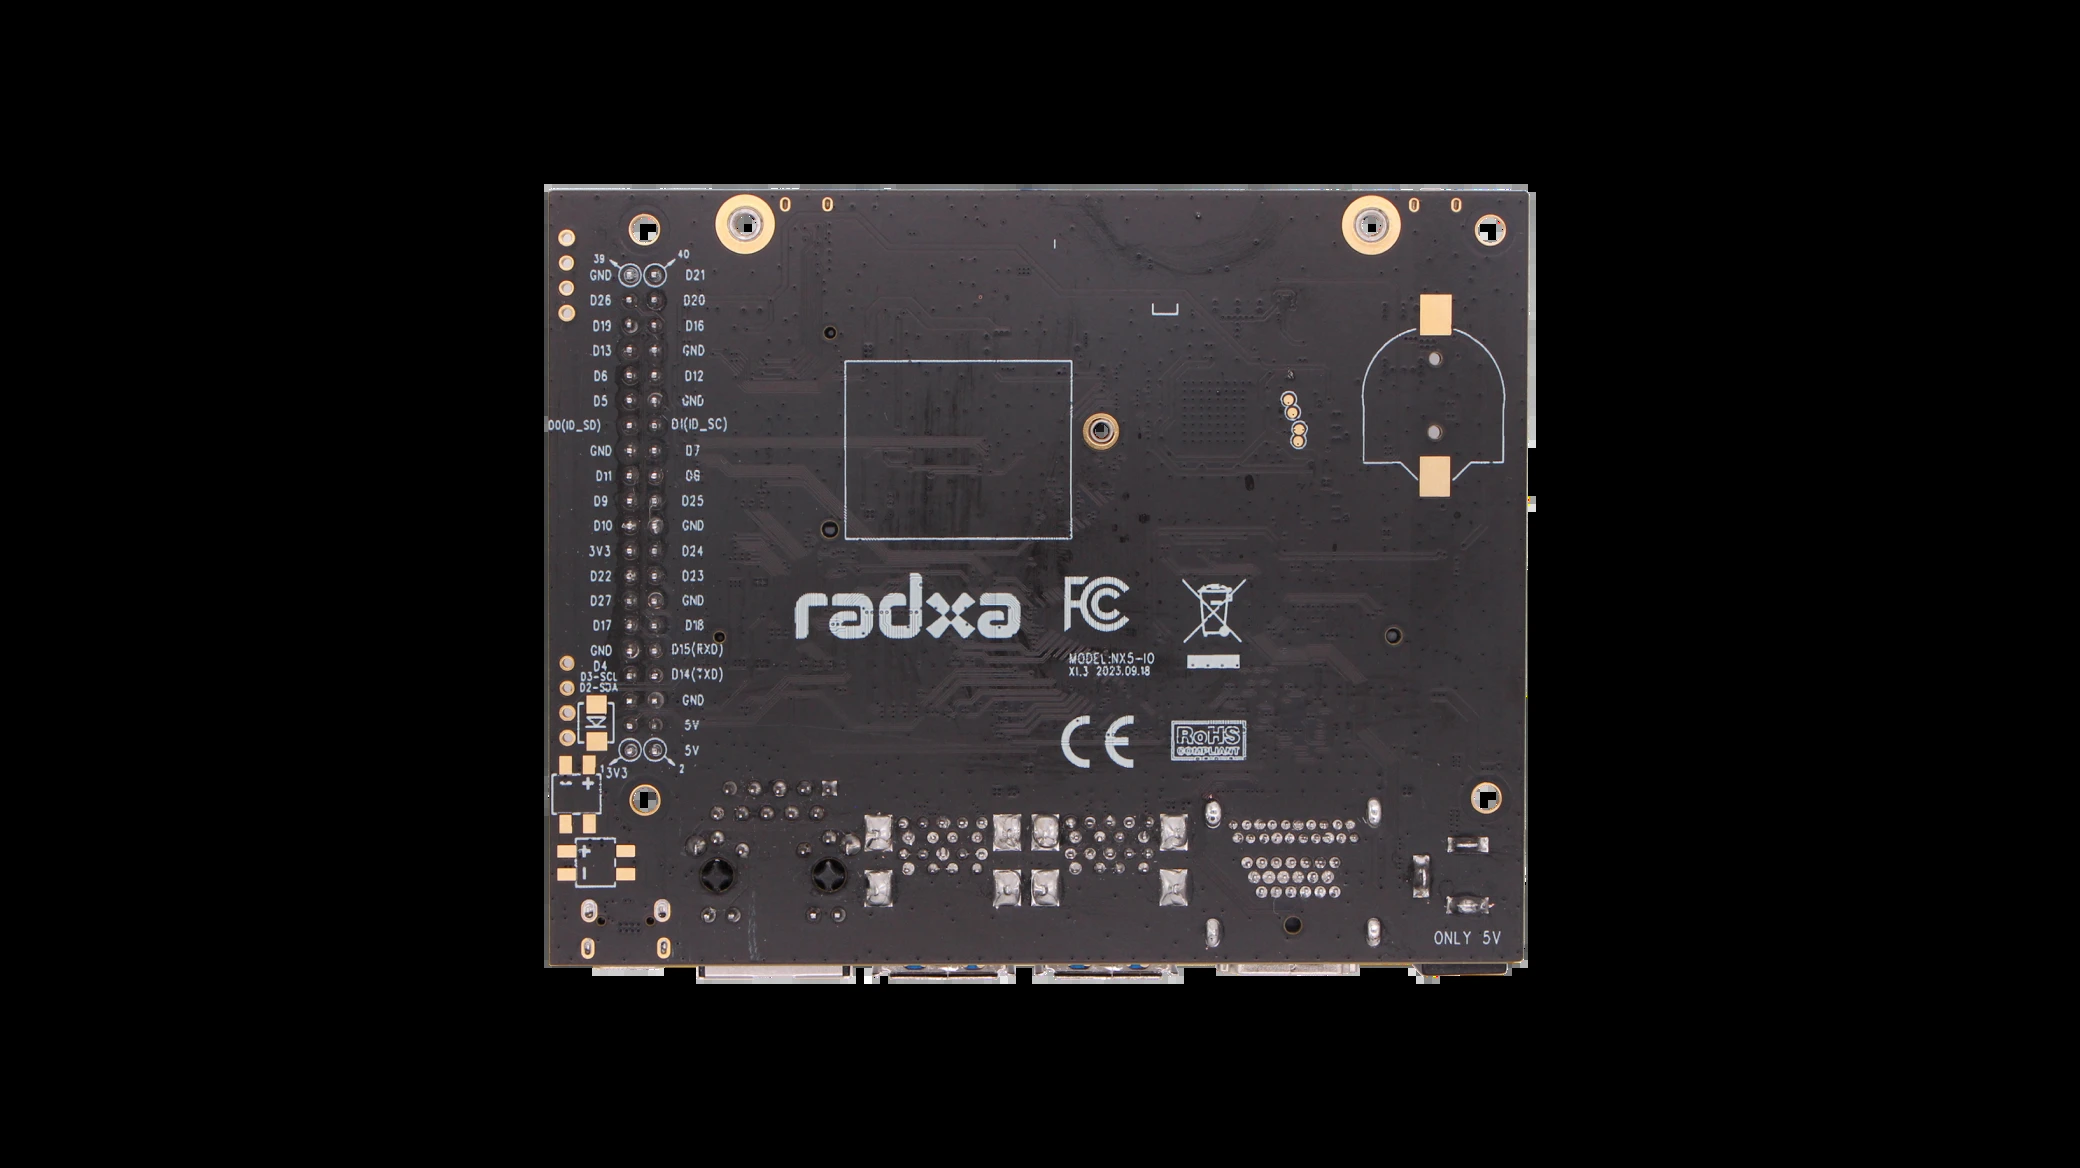 39 40
GND D21
D26 D20
D19 D16
D13 GND
D6 D12
D5 GND
D0(ID_SD) D1(ID_SC)
GND D7
D11 D8
D9 D25
D10 GND
3V3 D24
D22 D23
D27 GND
D17 D18
GND D15(RXD)
D4
D3-SCL D14(TXD)
D2-SDA
GND
5V
5V
1 3V3 2
radxa
FC
MODEL:NX5-IO
X1.3 2023.09.18
CE
RoHS
COMPLIANT
- +
+
-
ONLY 5V